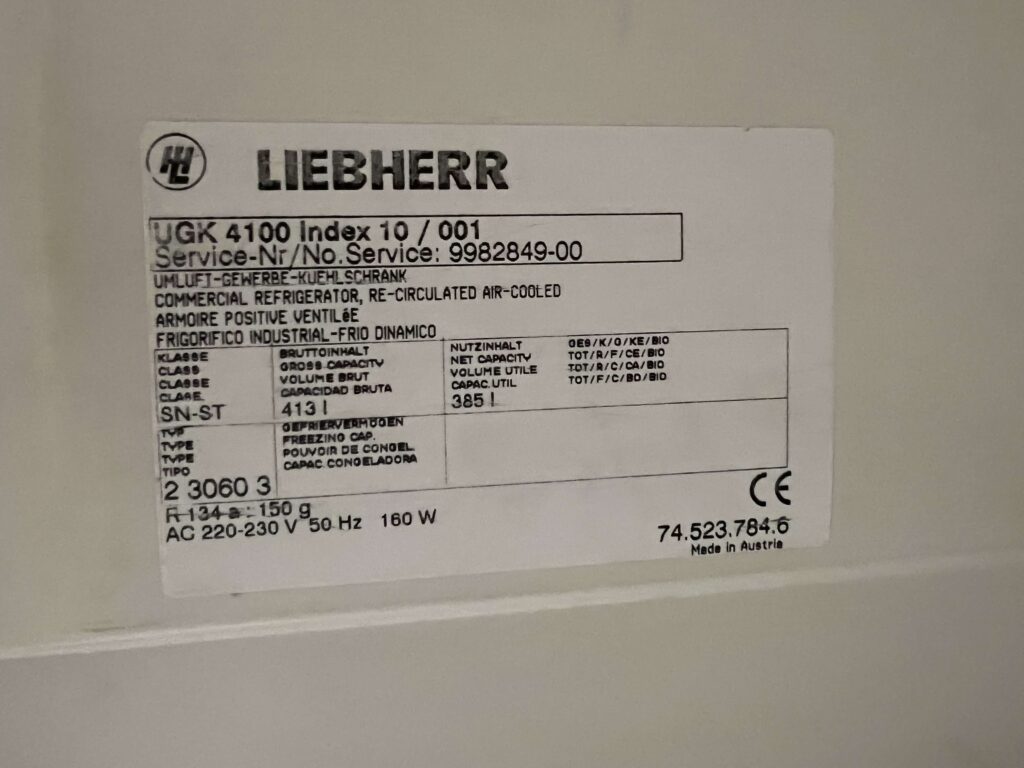 LIEBHERR
UGK 4100 Index 10 / 001
Service-Nr/No.Service: 9982849-00
UMLUFT-GEWERBE-KUEHLSCHRANK
COMMERCIAL REFRIGERATOR, RE-CIRCULATED AIR-COOLED
ARMOIRE POSITIVE VENTILéE
FRIGORIFICO INDUSTRIAL-FRIO DINAMICO
KLASSE
CLASS
CLASSE
CLASE
SN-ST
BRUTTOINHALT
GROSS CAPACITY
VOLUME BRUT
CAPACIDAD BRUTA
413 l
NUTZINHALT
NET CAPACITY
VOLUME UTILE
CAPAC.UTIL
385 l
GES/K/G/KE/BIO
TOT/R/F/CE/BIO
TOT/R/C/CA/BIO
TOT/F/C/BD/BIO
TYP
TYPE
TYPE
TIPO
2 3060 3
GEFRIERVERMOGEN
FREEZING CAP.
POUVOIR DE CONGEL.
CAPAC.CONGELADORA
R 134 a : 150 g
AC 220-230 V 50 Hz 160 W
CE
74.523.784.6
Made in Austria